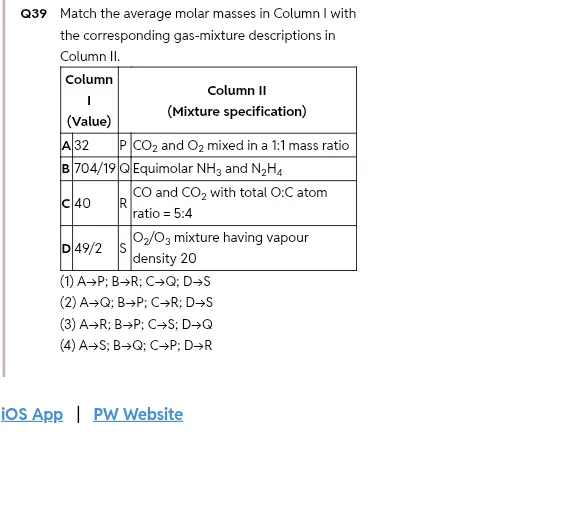 Q39 Match the average molar masses in Column I with
the corresponding gas-mixture descriptions in
Column II.
Column I (Value) | Column II (Mixture specification)
A 32 P CO₂ and O₂ mixed in a 1:1 mass ratio
B 704/19 Q Equimolar NH₃ and N₂H₄
C 40 R CO and CO₂ with total O:C atom
ratio = 5:4
D 49/2 S O₂/O₃ mixture having vapour
density 20
(1) A→P; B→R; C→Q; D→S
(2) A→Q; B→P; C→R; D→S
(3) A→R; B→P; C→S; D→Q
(4) A→S; B→Q; C→P; D→R
iOS App | PW Website